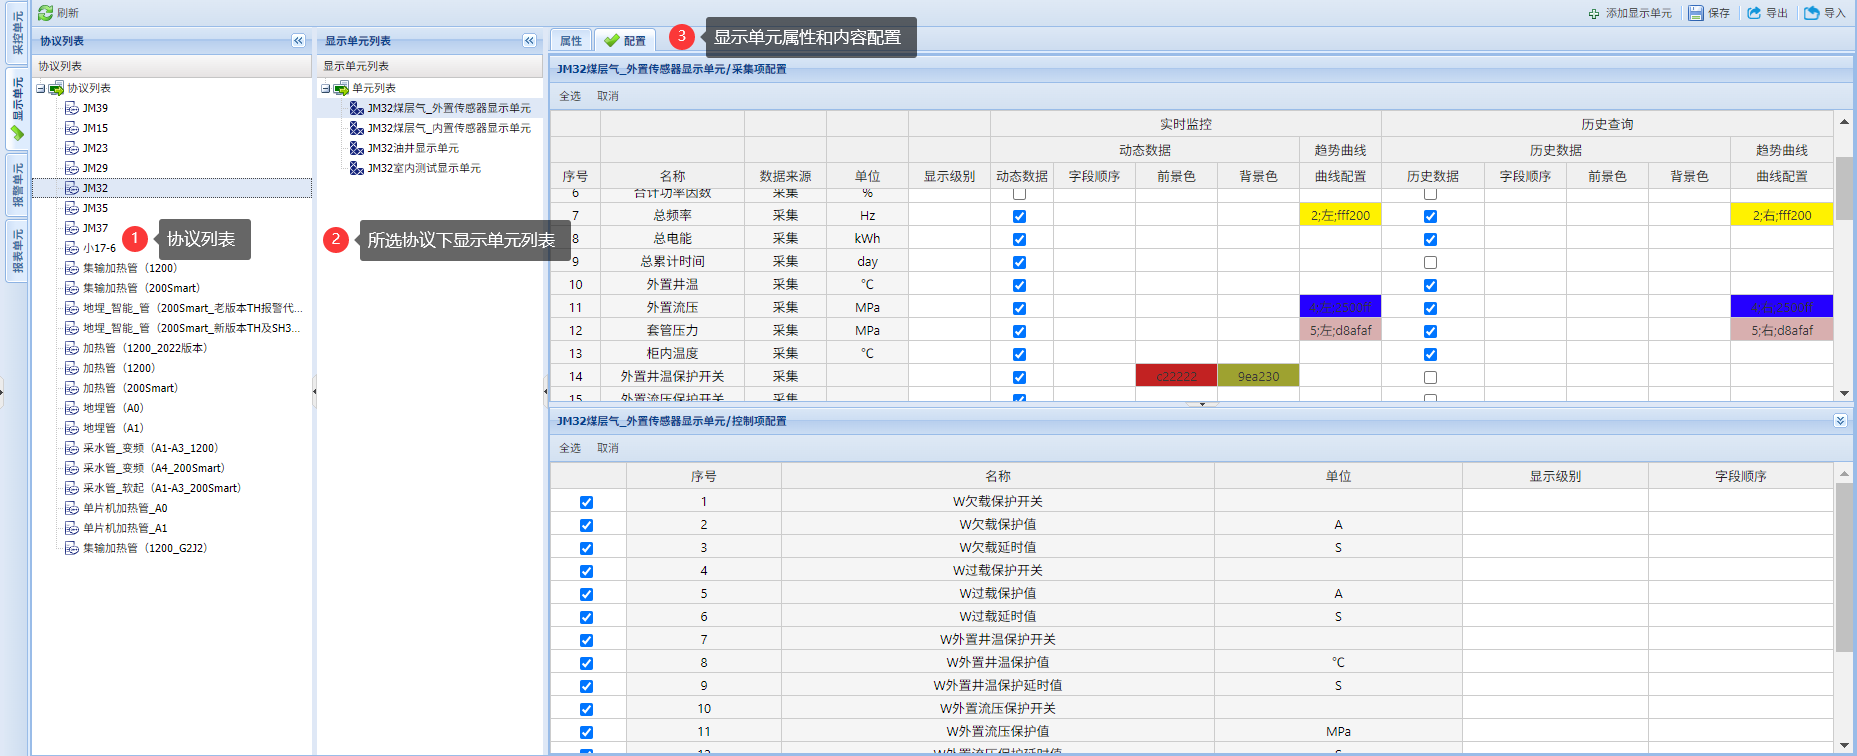 刷新
添加显示单元 保存 导出 导入
采控单元
显示单元
报警单元
报表单元
协议列表
协议列表
协议列表
JM39
JM15
JM23
JM29
JM32
JM35
JM37
小17-6
集输加热管（1200）
集输加热管（200Smart）
地埋_智能_管（200Smart_老版本TH报警代...
地埋_智能_管（200Smart_新版本TH及SH3...
加热管（1200_2022版本）
加热管（1200）
加热管（200Smart）
地埋管（A0）
地埋管（A1）
采水管_变频（A1-A3_1200）
采水管_变频（A4_200Smart）
采水管_软起（A1-A3_200Smart）
单片机加热管_A0
单片机加热管_A1
集输加热管（1200_G2J2）
1 协议列表
显示单元列表
显示单元列表
单元列表
JM32煤层气_外置传感器显示单元
JM32煤层气_内置传感器显示单元
JM32油井显示单元
JM32室内测试显示单元
2 所选协议下显示单元列表
属性 配置
3 显示单元属性和内容配置
JM32煤层气_外置传感器显示单元/采集项配置
全选 取消
实时监控 历史查询
动态数据 趋势曲线 历史数据 趋势曲线
序号 名称 数据来源 单位 显示级别 动态数据 字段顺序 前景色 背景色 曲线配置 历史数据 字段顺序 前景色 背景色 曲线配置
6 合计功率因数 采集 %
7 总频率 采集 Hz 2;左;fff200 2;右;fff200
8 总电能 采集 kWh
9 总累计时间 采集 day
10 外置井温 采集 ℃
11 外置流压 采集 MPa 4;左;2500ff 4;右;2500ff
12 套管压力 采集 MPa 5;左;d8afaf 5;右;d8afaf
13 柜内温度 采集 ℃
14 外置井温保护开关 采集 c22222 9ea230
15 外置流压保护开关 采集
JM32煤层气_外置传感器显示单元/控制项配置
全选 取消
序号 名称 单位 显示级别 字段顺序
1 W欠载保护开关
2 W欠载保护值 A
3 W欠载延时值 S
4 W过载保护开关
5 W过载保护值 A
6 W过载延时值 S
7 W外置井温保护开关
8 W外置井温保护值 ℃
9 W外置井温保护延时值 S
10 W外置流压保护开关
11 W外置流压保护值 MPa
12 W外置流压保护延时值 S